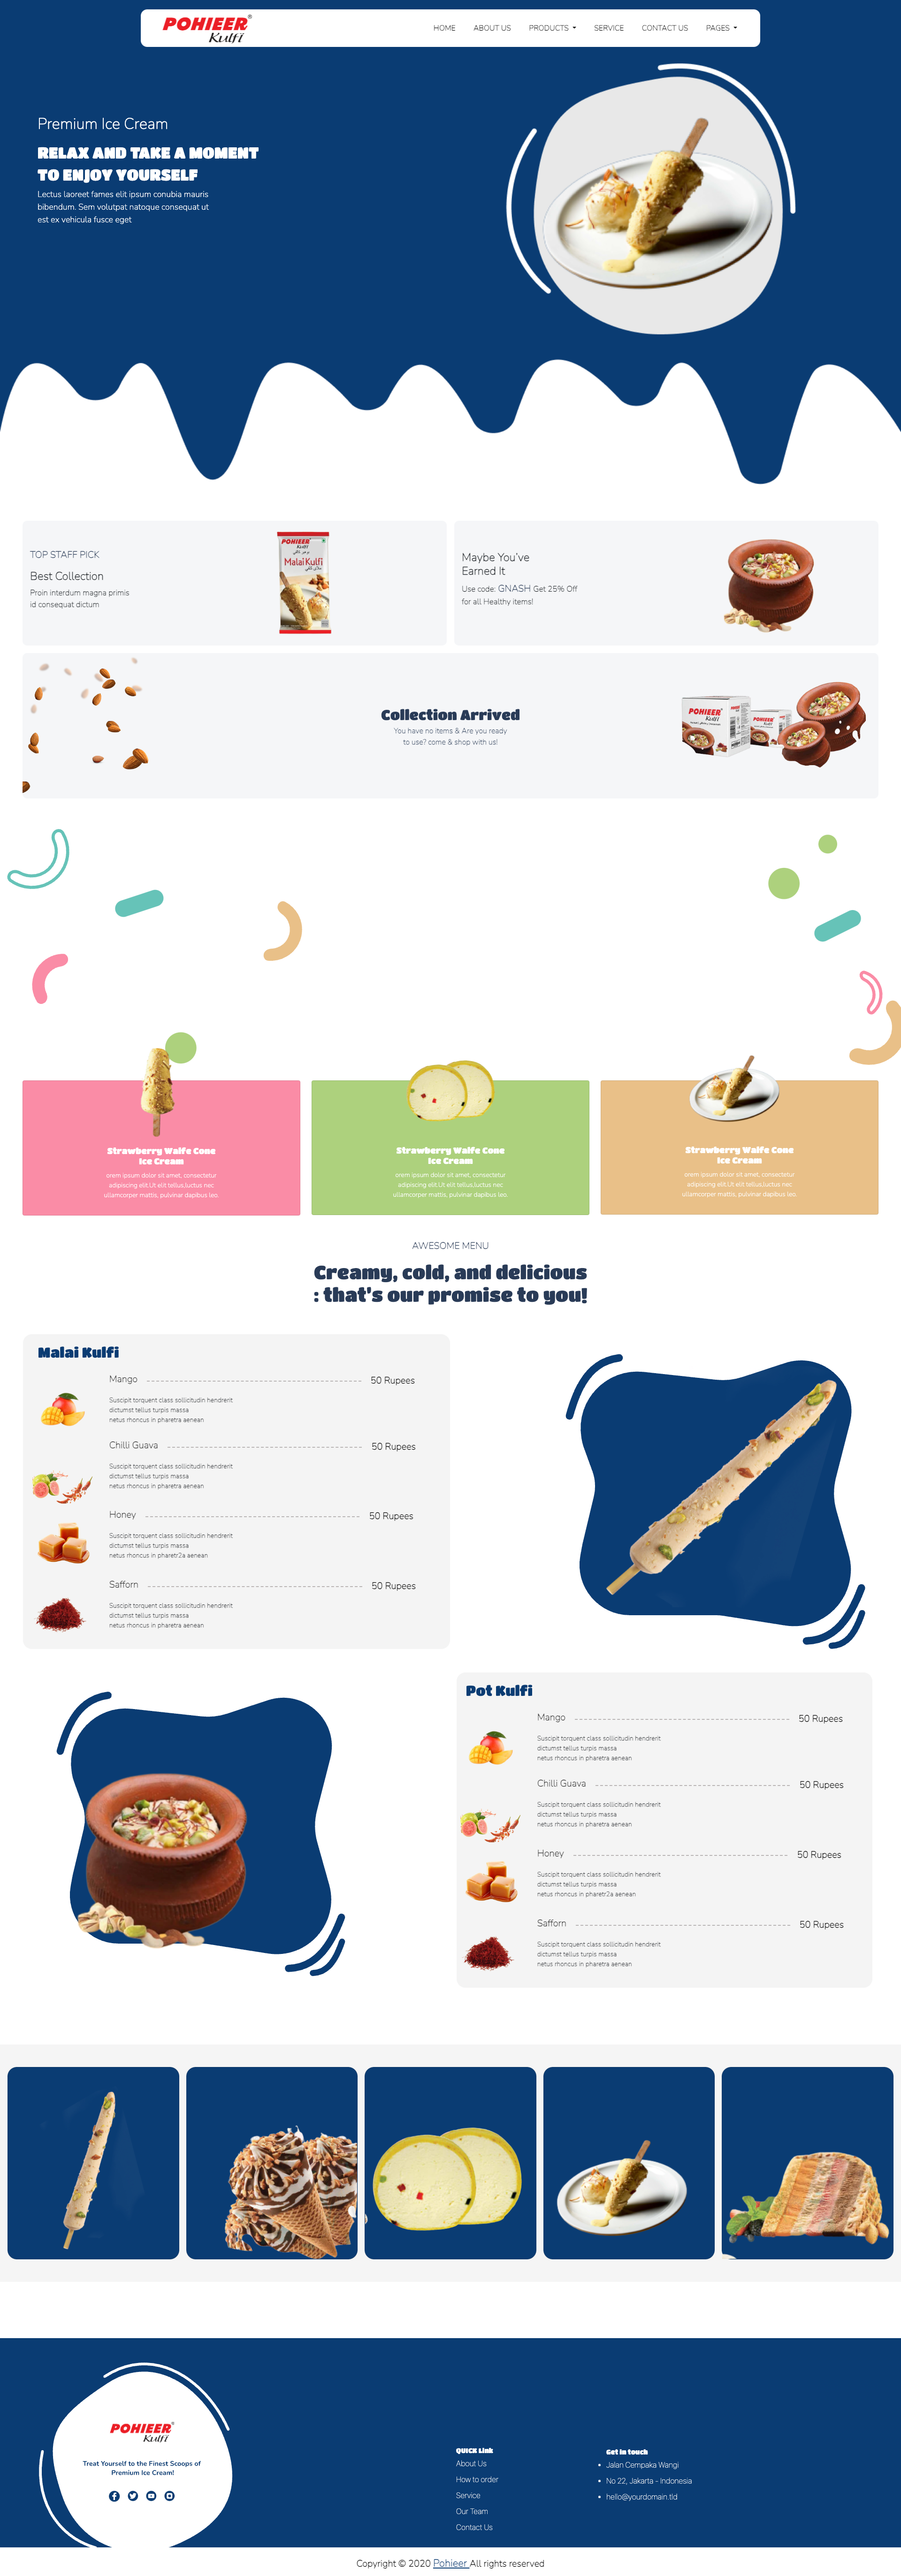 POHIEER®
Kulfi
HOME
ABOUT US
PRODUCTS
SERVICE
CONTACT US
PAGES
Premium Ice Cream
RELAX AND TAKE A MOMENT
TO ENJOY YOURSELF
Lectus laoreet fames elit ipsum conubia mauris
bibendum. Sem volutpat natoque consequat ut
est ex vehicula fusce eget
TOP STAFF PICK
Best Collection
Proin interdum magna primis
id consequat dictum
POHIEER
Kulfi
Malai Kulfi
Maybe You've
Earned It
Use code: GNASH Get 25% Off
for all Healthy items!
Collection Arrived
You have no items & Are you ready
to use? come & shop with us!
POHIEER
Kulfi
POHIEER
Kulfi
Strawberry Walfe Cone
Ice Cream
orem ipsum dolor sit amet, consectetur
adipiscing elit.Ut elit tellus,luctus nec
ullamcorper mattis, pulvinar dapibus leo.
Strawberry Walfe Cone
Ice Cream
orem ipsum dolor sit amet, consectetur
adipiscing elit.Ut elit tellus,luctus nec
ullamcorper mattis, pulvinar dapibus leo.
Strawberry Walfe Cone
Ice Cream
orem ipsum dolor sit amet, consectetur
adipiscing elit.Ut elit tellus,luctus nec
ullamcorper mattis, pulvinar dapibus leo.
AWESOME MENU
Creamy, cold, and delicious
: that's our promise to you!
Malai Kulfi
Mango 50 Rupees
Suscipit torquent class sollicitudin hendrerit
dictumst tellus turpis massa
netus rhoncus in pharetra aenean
Chilli Guava 50 Rupees
Suscipit torquent class sollicitudin hendrerit
dictumst tellus turpis massa
netus rhoncus in pharetra aenean
Honey 50 Rupees
Suscipit torquent class sollicitudin hendrerit
dictumst tellus turpis massa
netus rhoncus in pharetr2a aenean
Safforn 50 Rupees
Suscipit torquent class sollicitudin hendrerit
dictumst tellus turpis massa
netus rhoncus in pharetra aenean
Pot Kulfi
Mango 50 Rupees
Suscipit torquent class sollicitudin hendrerit
dictumst tellus turpis massa
netus rhoncus in pharetra aenean
Chilli Guava 50 Rupees
Suscipit torquent class sollicitudin hendrerit
dictumst tellus turpis massa
netus rhoncus in pharetra aenean
Honey 50 Rupees
Suscipit torquent class sollicitudin hendrerit
dictumst tellus turpis massa
netus rhoncus in pharetr2a aenean
Safforn 50 Rupees
Suscipit torquent class sollicitudin hendrerit
dictumst tellus turpis massa
netus rhoncus in pharetra aenean
POHIEER®
Kulfi
Treat Yourself to the Finest Scoops of
Premium Ice Cream!
QUICK Link
About Us
How to order
Service
Our Team
Contact Us
Get in touch
Jalan Cempaka Wangi
No 22, Jakarta - Indonesia
hello@yourdomain.tld
Copyright © 2020 Pohieer All rights reserved